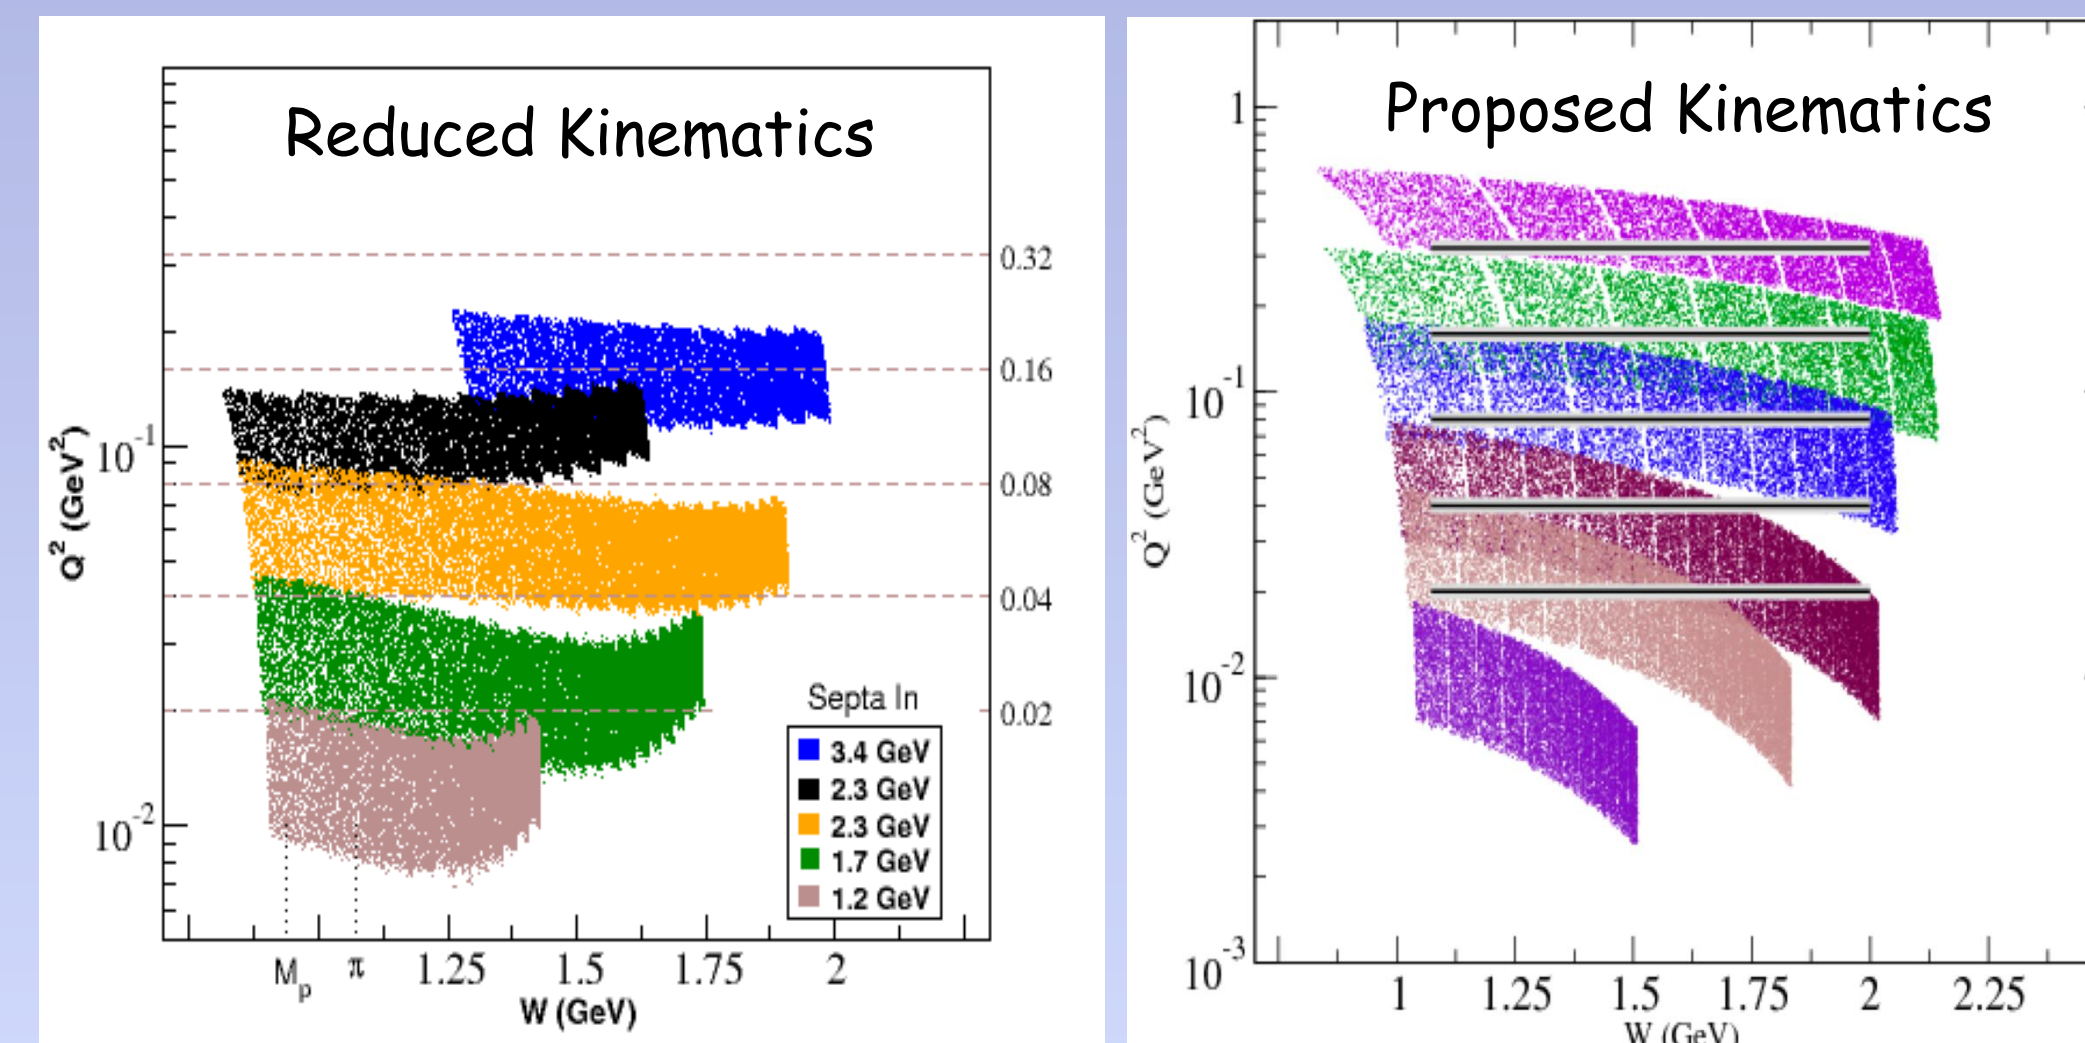 Reduced Kinematics
0.32
0.16
0.08
0.04
0.02
10⁻¹
10⁻²
Q² (GeV²)
Septa In
3.4 GeV
2.3 GeV
2.3 GeV
1.7 GeV
1.2 GeV
Mp π 1.25 1.5 1.75 2
W (GeV)
Proposed Kinematics
1
10⁻¹
10⁻²
10⁻³
Q² (GeV²)
1 1.25 1.5 1.75 2 2.25
W (GeV)